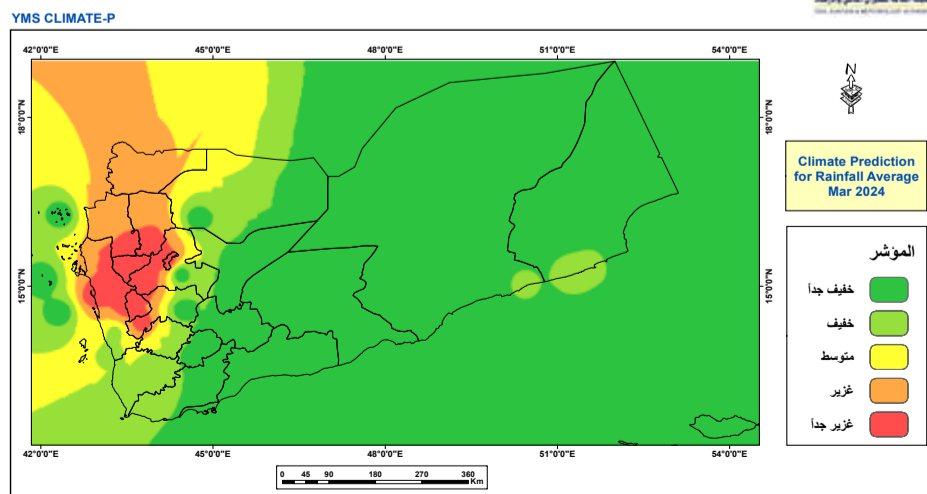 YMS CLIMATE-P
42°0'0"E 45°0'0"E 48°0'0"E 51°0'0"E 54°0'0"E
18°0'0"N
18°0'0"N
15°0'0"N
15°0'0"N
N
Climate Prediction
for Rainfall Average
Mar 2024
المؤشر
خفيف جداً
خفيف
متوسط
غزير
غزير جداً
42°0'0"E 45°0'0"E 48°0'0"E 51°0'0"E 54°0'0"E
0 45 90 180 270 360
Km